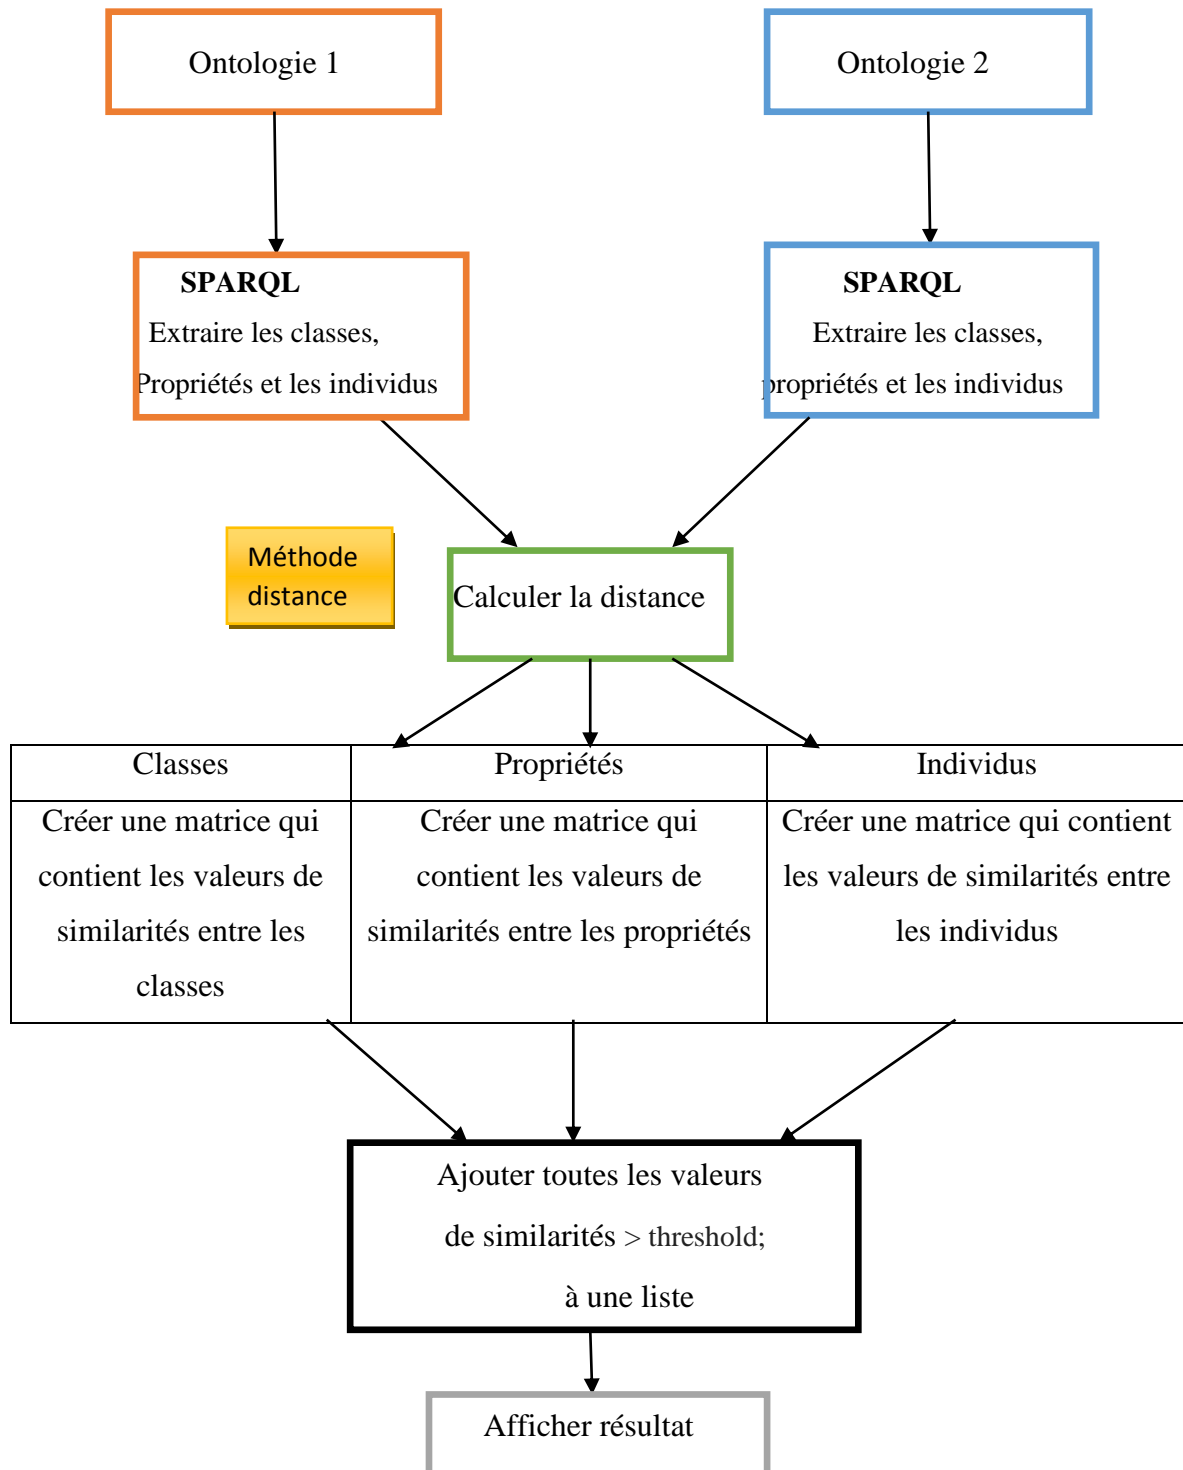 Ontologie 1
Ontologie 2
SPARQL
Extraire les classes,
Propriétés et les individus
SPARQL
Extraire les classes,
propriétés et les individus
Méthode
distance
Calculer la distance
Classes
Propriétés
Individus
Créer une matrice qui
contient les valeurs de
similarités entre les
classes
Créer une matrice qui
contient les valeurs de
similarités entre les propriétés
Créer une matrice qui contient
les valeurs de similarités entre
les individus
Ajouter toutes les valeurs
de similarités > threshold;
à une liste
Afficher résultat